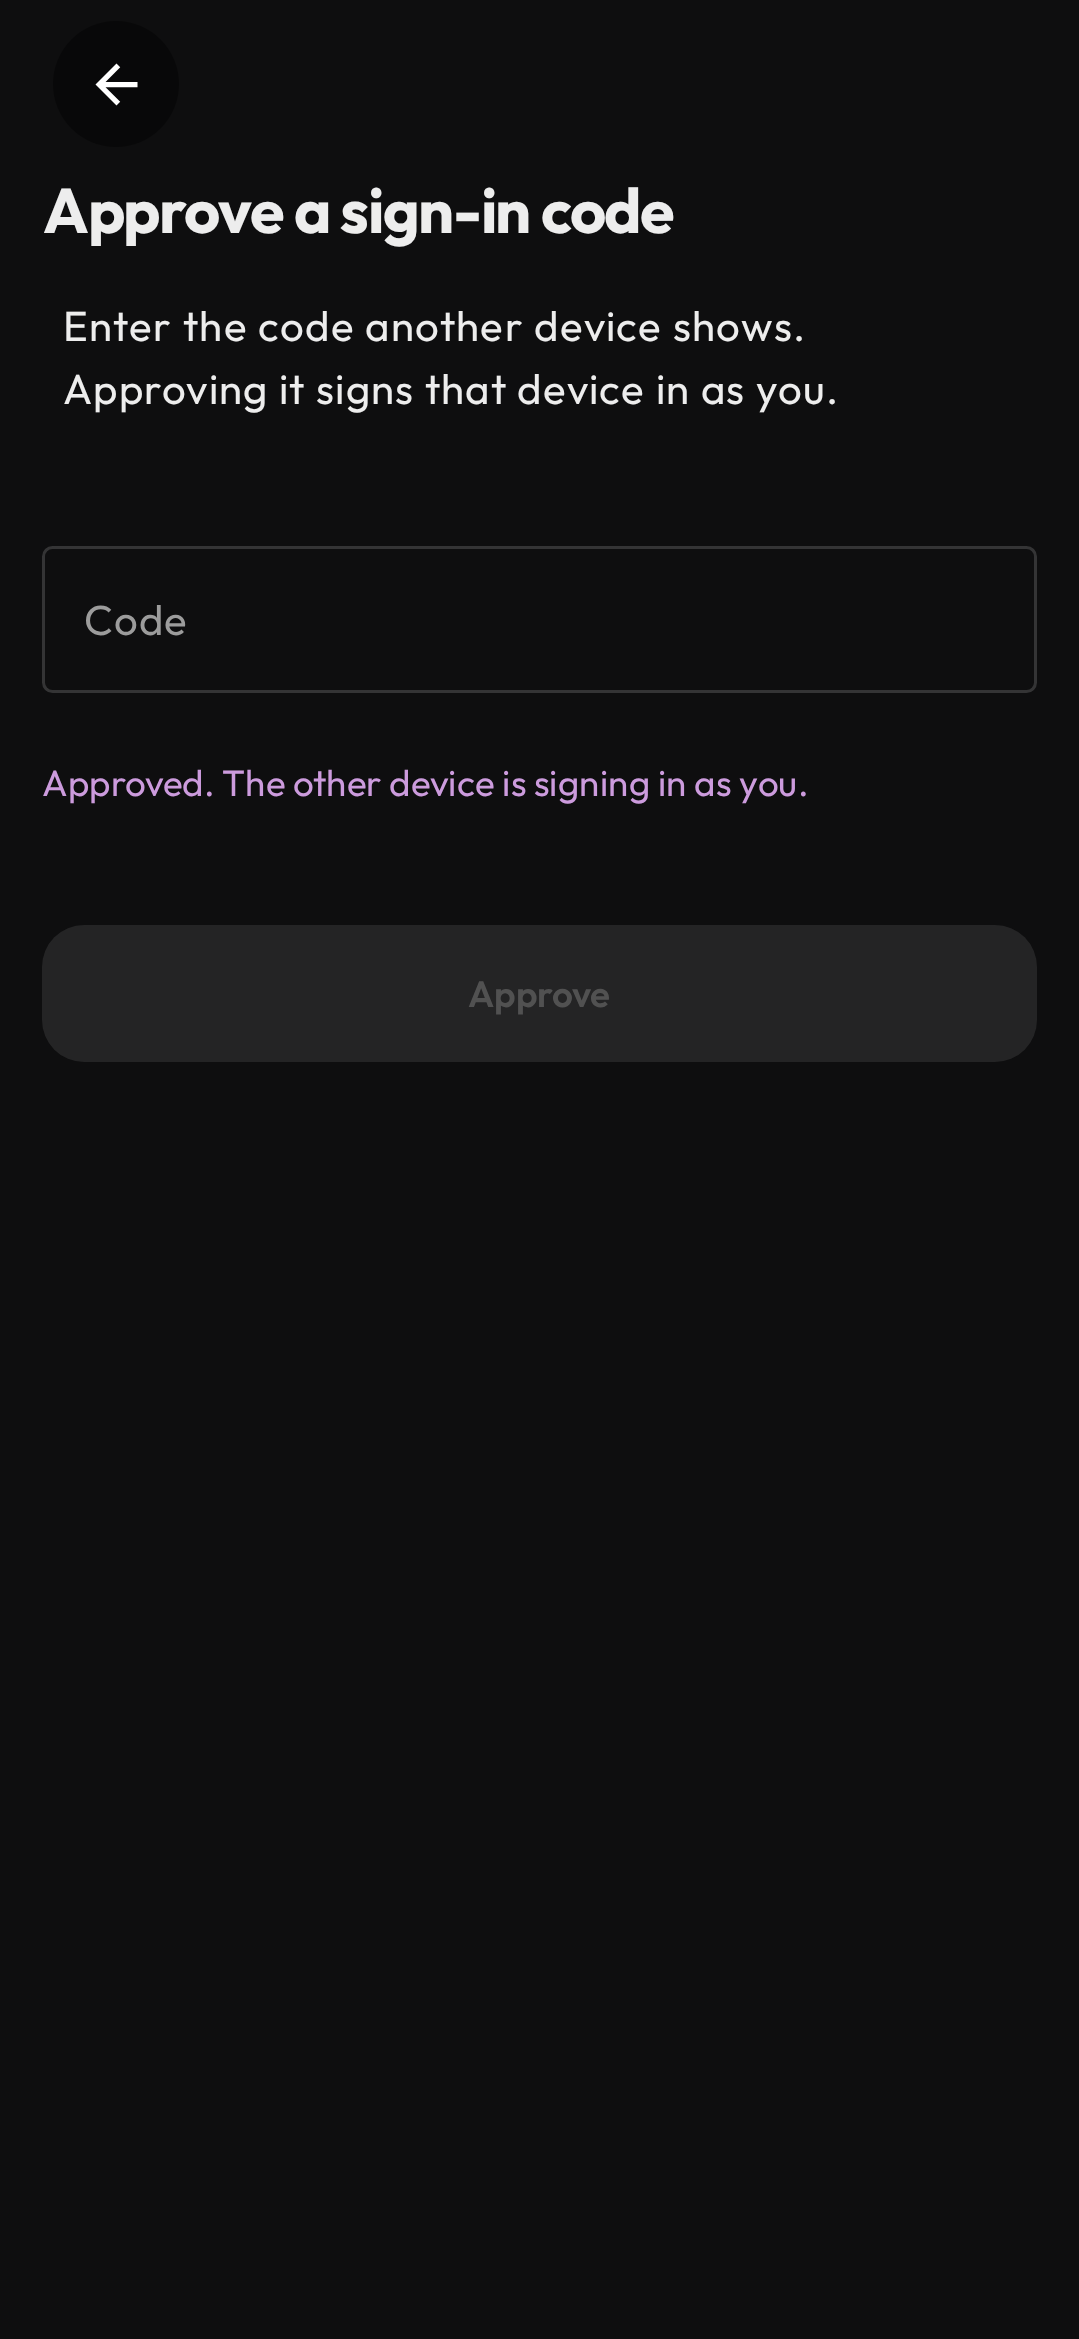 Approve a sign-in code
Enter the code another device shows.
Approving it signs that device in as you.
Code
Approved. The other device is signing in as you.
Approve